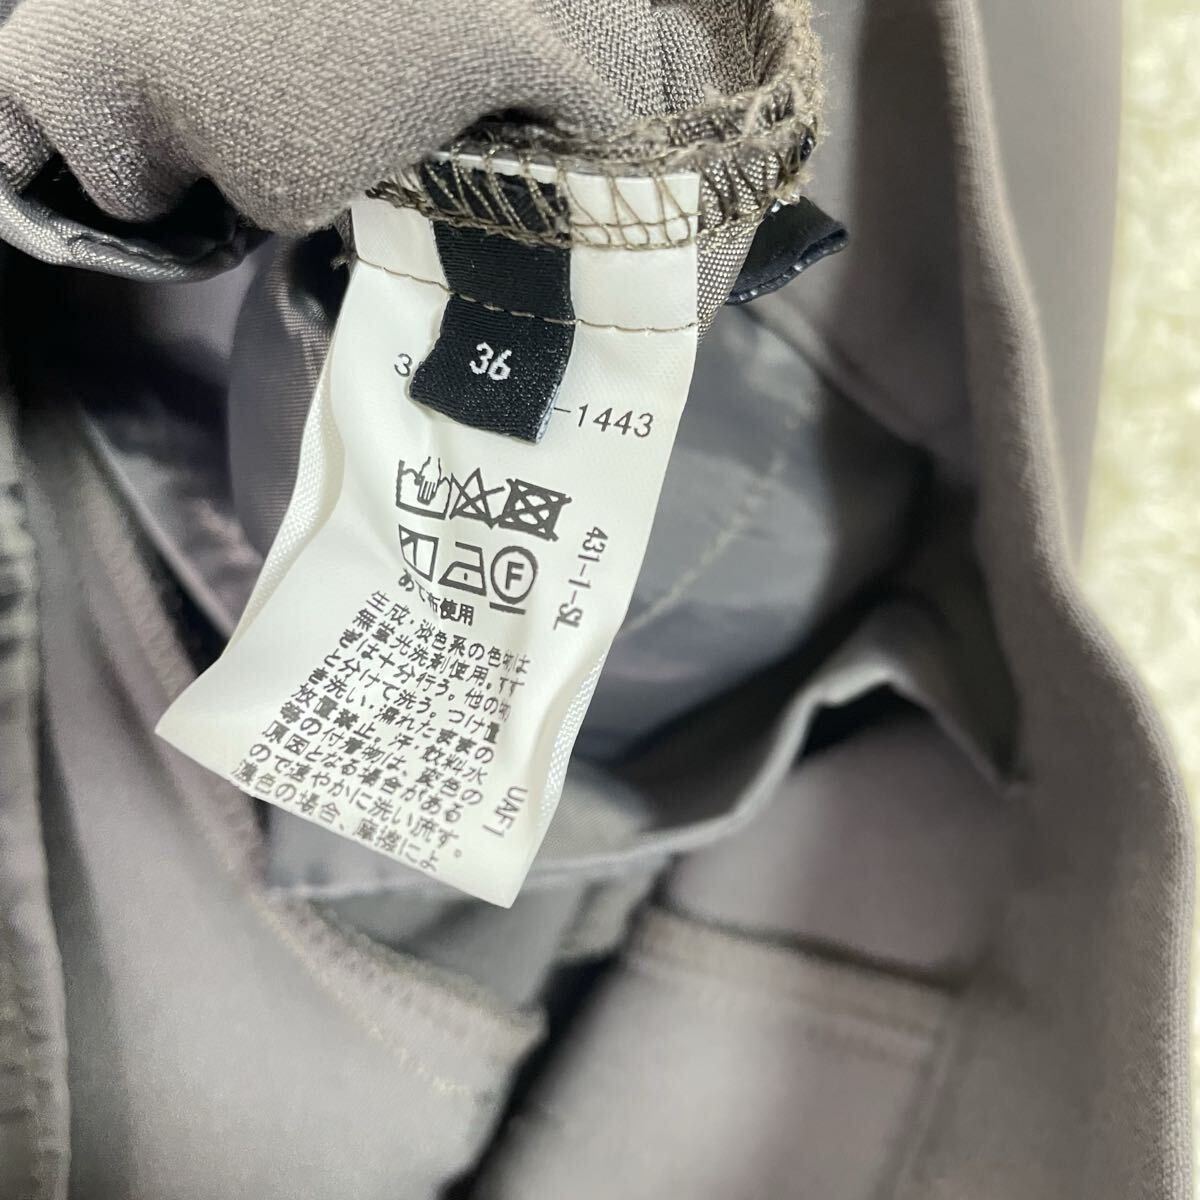 36
-1443
F
あて布使用
生成・淡色系の色物は
無蛍光洗剤使用。すす
ぎは十分行う。他の物
と分けて洗う。つけ置
き洗い・濡れたままの
放置禁止。汗・飲料水
等の付着物は、変色の
原因となる場合がある
ので速やかに洗い流す。
濃色の場合、摩擦によ
431-1-SL
UAF1